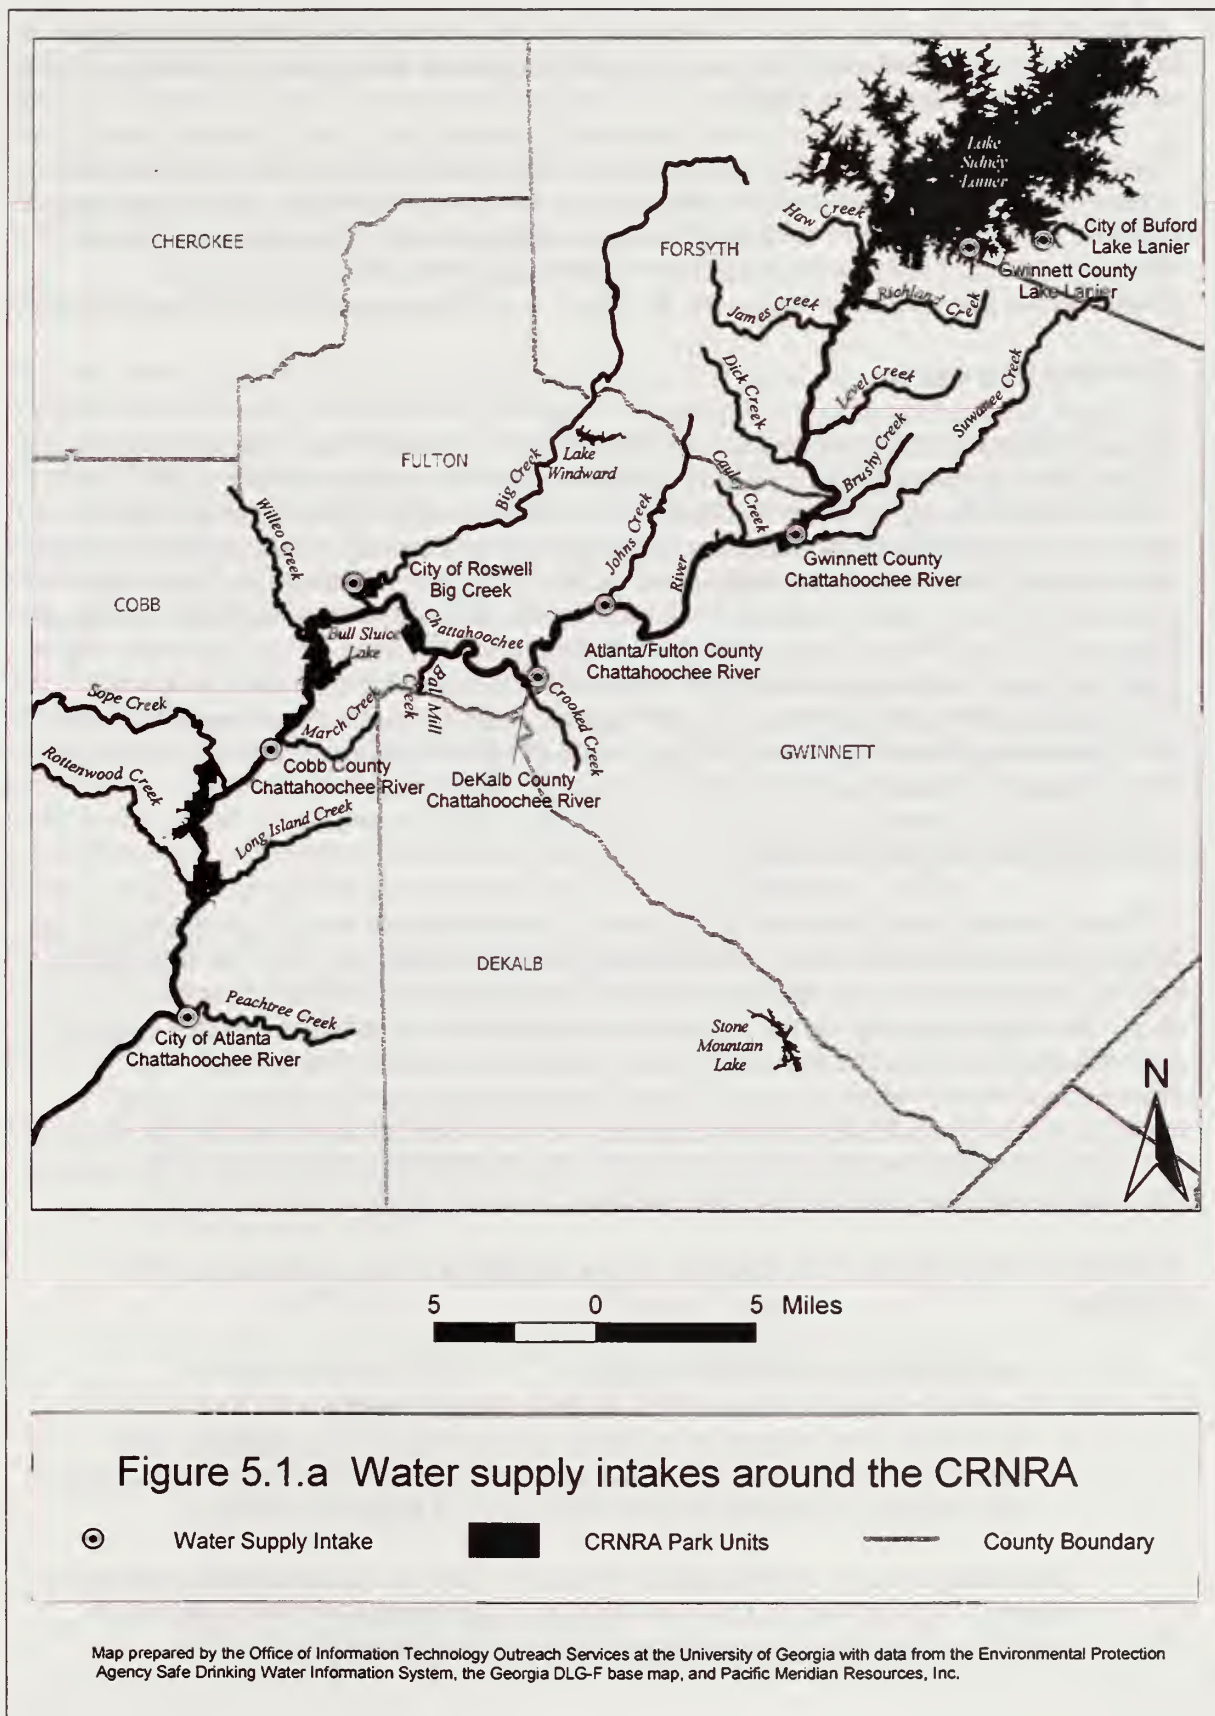 Lake
Sidney
Lanier
Haw Creek
City of Buford
Lake Lanier
CHEROKEE
FORSYTH
Gwinnett County
Lake Lanier
Richland Creek
James Creek
Dick Creek
Level Creek
Suwanee Creek
Brushy Creek
Lake
Windward
FULTON
Big Creek
Cauley Creek
Willeo Creek
Johns Creek
River
Gwinnett County
Chattahoochee River
City of Roswell
Big Creek
COBB
Chattahoochee
Bull Sluice
Lake
Atlanta/Fulton County
Chattahoochee River
Ball Mill
Creek
Crooked Creek
Sope Creek
March Creek
GWINNETT
Rottenwood Creek
Cobb County
Chattahoochee River
DeKalb County
Chattahoochee River
Long Island Creek
DEKALB
Peachtree Creek
City of Atlanta
Chattahoochee River
Stone
Mountain
Lake
N
5 0 5 Miles
Figure 5.1.a Water supply intakes around the CRNRA
Water Supply Intake CRNRA Park Units County Boundary
Map prepared by the Office of Information Technology Outreach Services at the University of Georgia with data from the Environmental Protection
Agency Safe Drinking Water Information System, the Georgia DLG-F base map, and Pacific Meridian Resources, Inc.